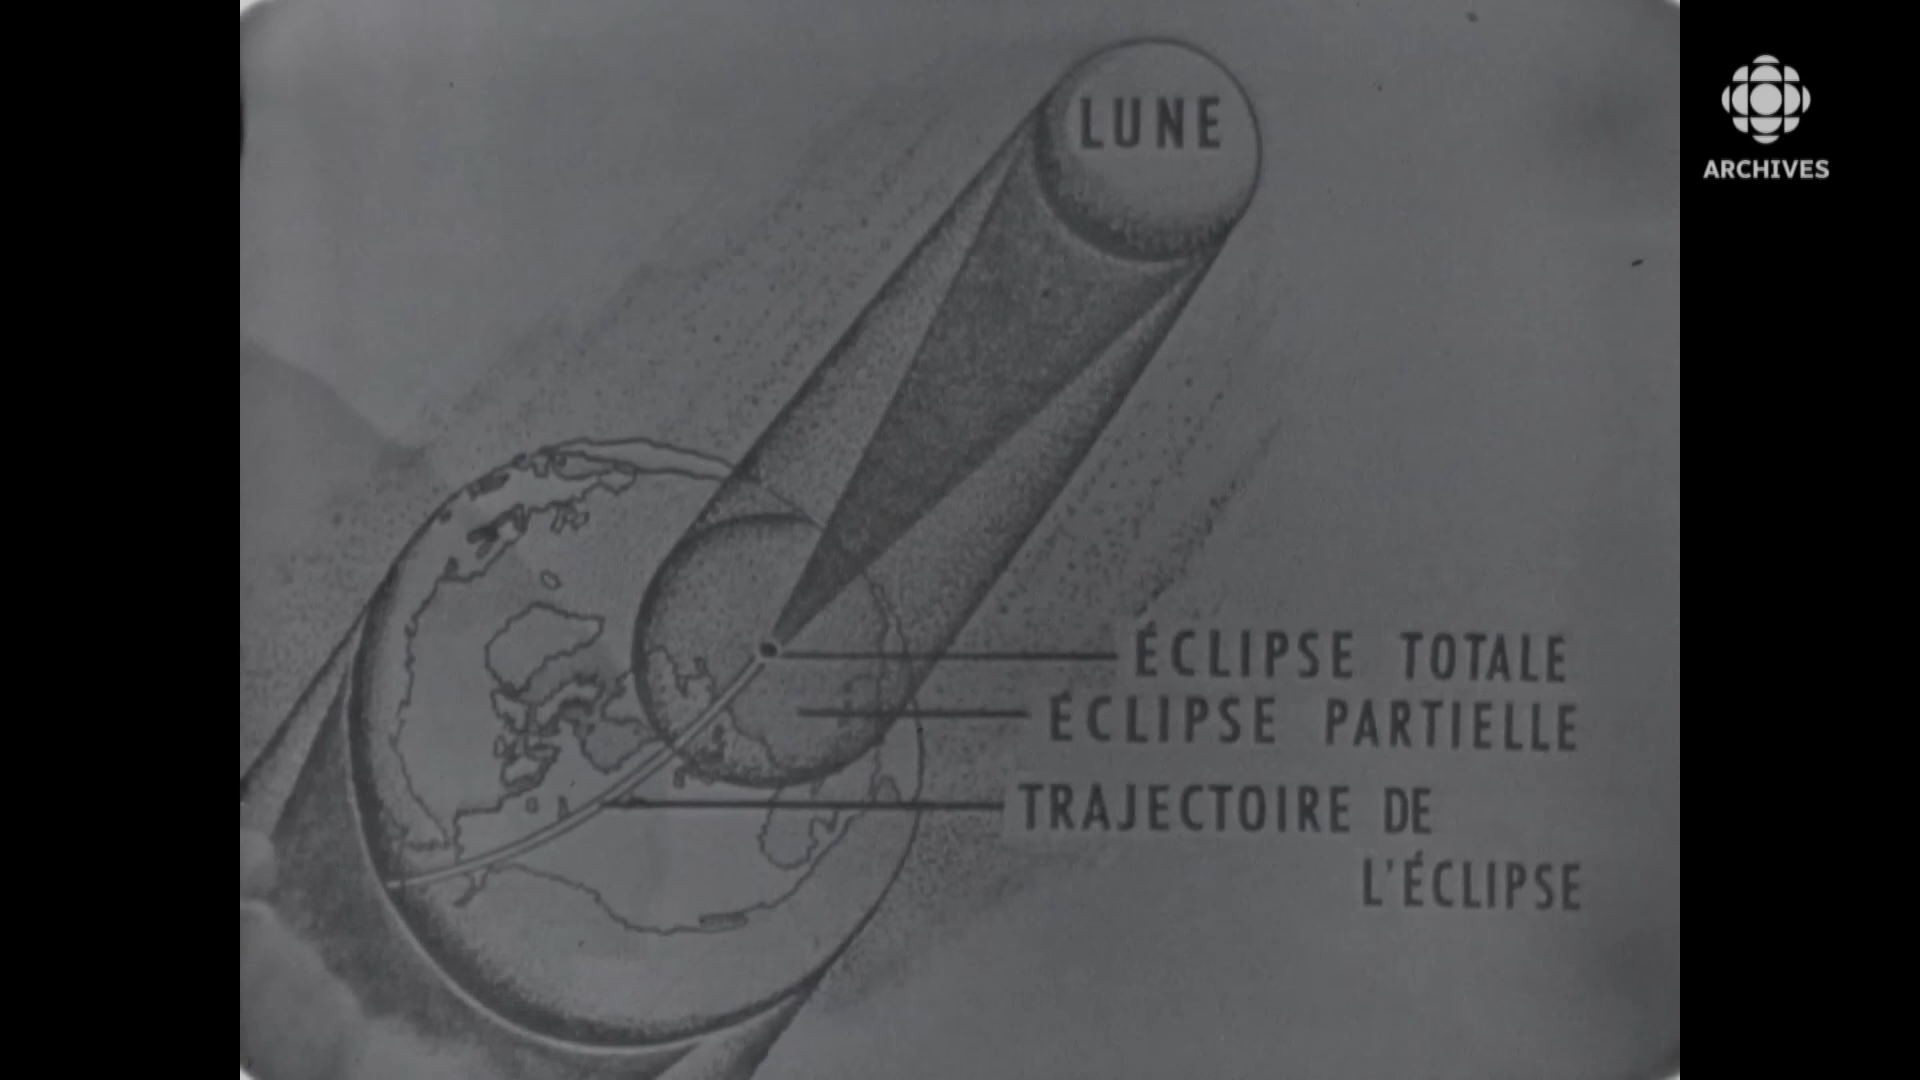 LUNE
ARCHIVES
ÉCLIPSE TOTALE
ÉCLIPSE PARTIELLE
TRAJECTOIRE DE
L'ÉCLIPSE